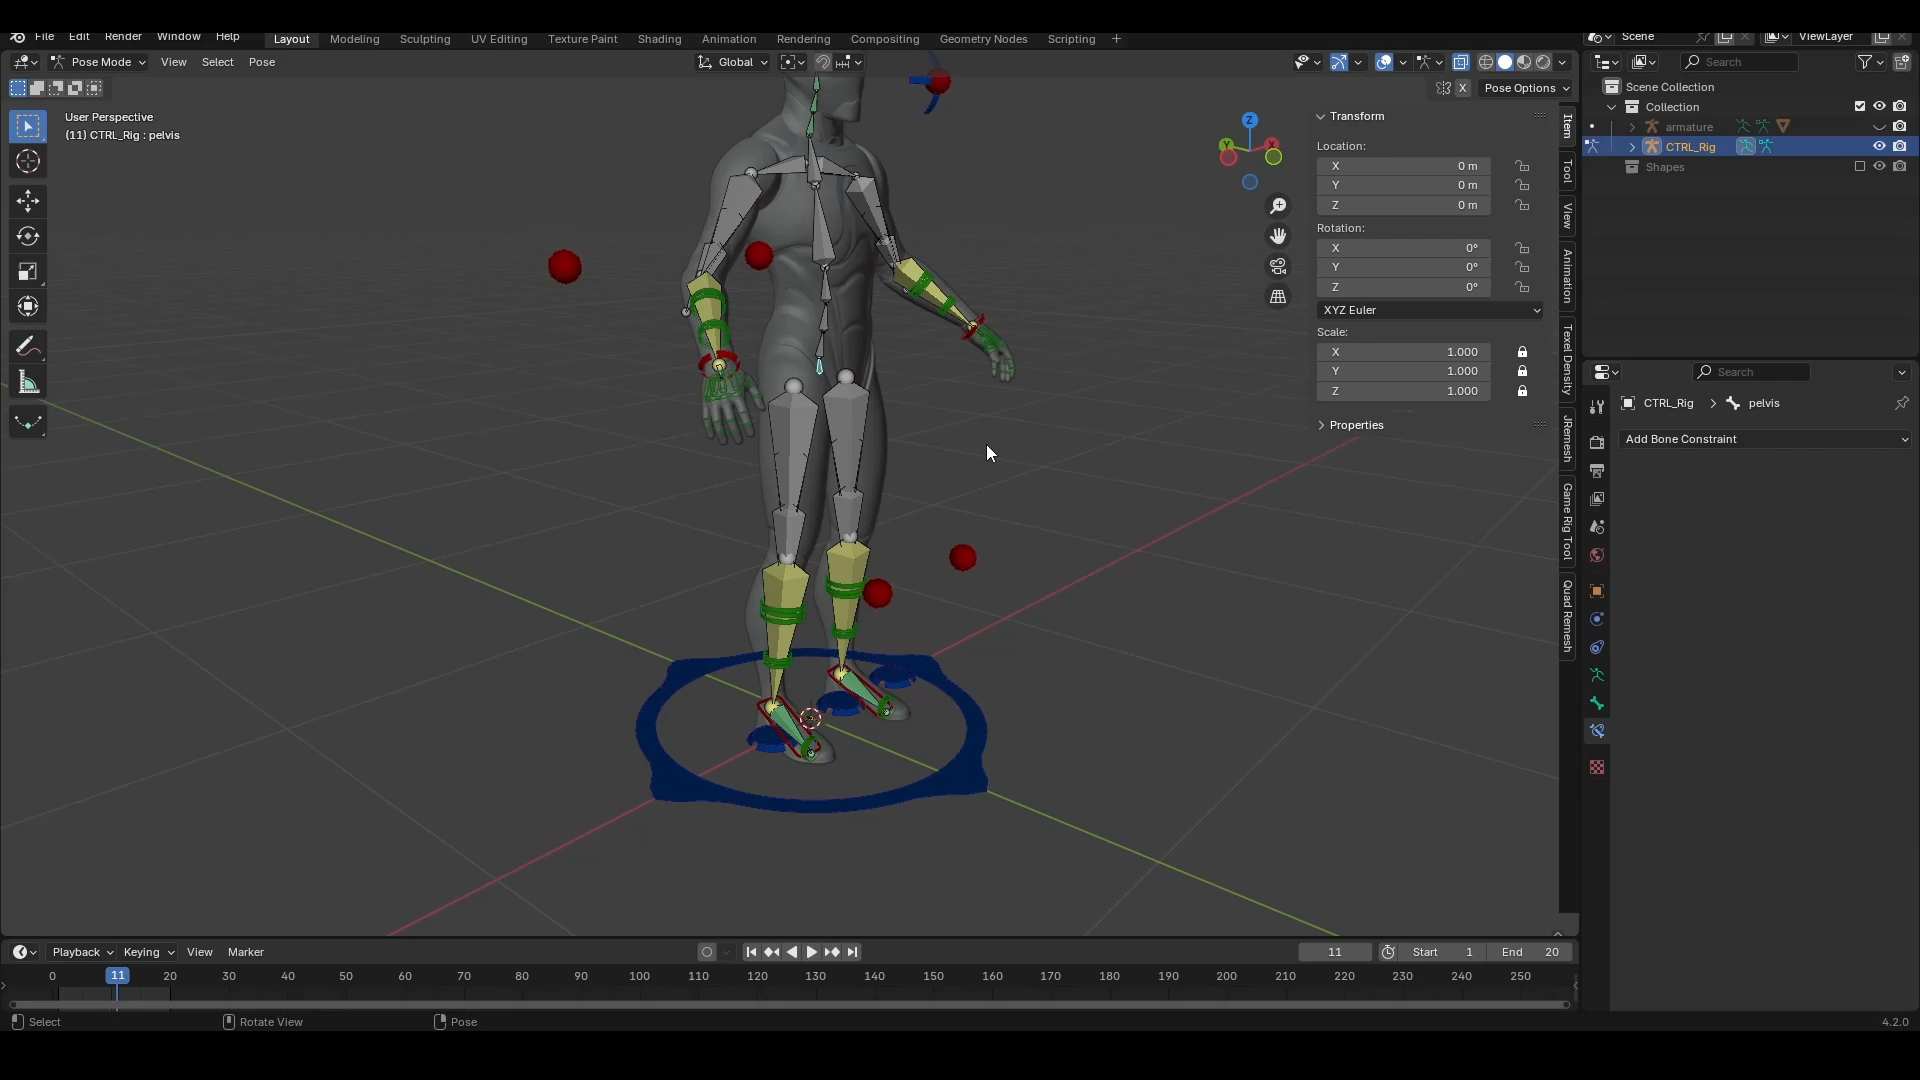 File Edit Render Window Help Layout Modeling Sculpting UV Editing Texture Paint Shading Animation Rendering Compositing Geometry Nodes Scripting + Scene ViewLayer
Pose Mode View Select Pose Global Search
X Pose Options
Scene Collection
Collection
armature
CTRL_Rig
Shapes
User Perspective
(11) CTRL_Rig : pelvis
Z
Y
X
Transform
Location:
X 0 m
Y 0 m
Z 0 m
Rotation:
X 0°
Y 0°
Z 0°
XYZ Euler
Scale:
X 1.000
Y 1.000
Z 1.000
Properties
Item
Tool
View
Animation
Texel Density
JRemesh
Game Rig Tool
Quad Remesh
Search
CTRL_Rig > pelvis
Add Bone Constraint
Playback Keying View Marker 11 Start 1 End 20
0 11 20 30 40 50 60 70 80 90 100 110 120 130 140 150 160 170 180 190 200 210 220 230 240 250
Select Rotate View Pose 4.2.0